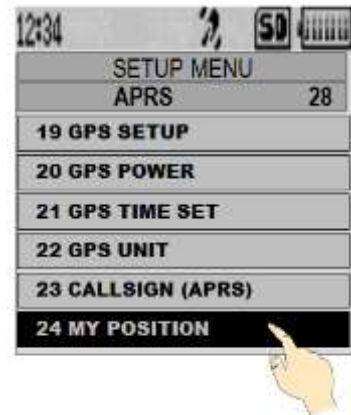 12:34 SD
SETUP MENU
APRS 28
19 GPS SETUP
20 GPS POWER
21 GPS TIME SET
22 GPS UNIT
23 CALLSIGN (APRS)
24 MY POSITION